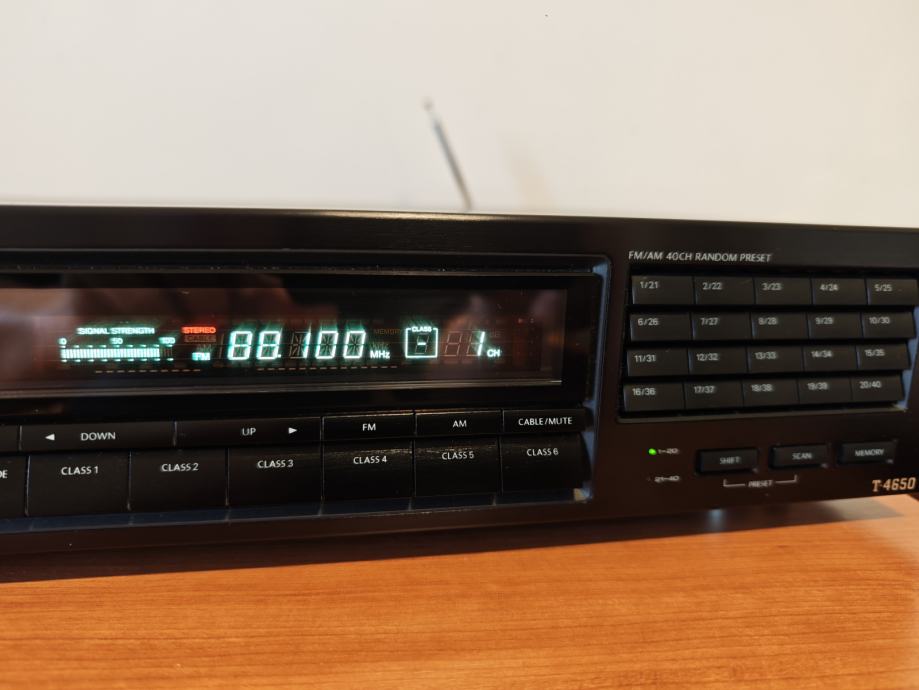 FM/AM 40CH RANDOM PRESET
1/21 2/22 3/23 4/24 5/25
6/26 7/27 8/28 9/29 10/30
11/31 12/32 13/33 14/34 15/35
16/36 17/37 18/38 19/39 20/40
SIGNAL STRENGTH STEREO MEMORY CLASS
0 50 100
FM 88.100 MHz - 1 CH
◄ DOWN UP ► FM AM CABLE/MUTE
CLASS 1 CLASS 2 CLASS 3 CLASS 4 CLASS 5 CLASS 6
1-20
21-40
SHIFT SCAN MEMORY
PRESET
T-4650